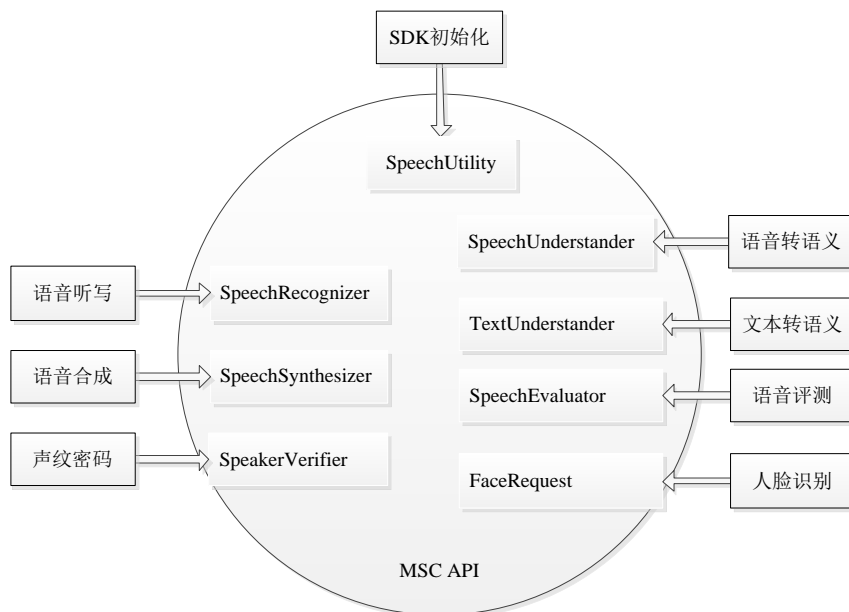 SDK初始化
SpeechUtility
SpeechUnderstander
语音转语义
语音听写
SpeechRecognizer
TextUnderstander
文本转语义
语音合成
SpeechSynthesizer
SpeechEvaluator
语音评测
声纹密码
SpeakerVerifier
FaceRequest
人脸识别
MSC API